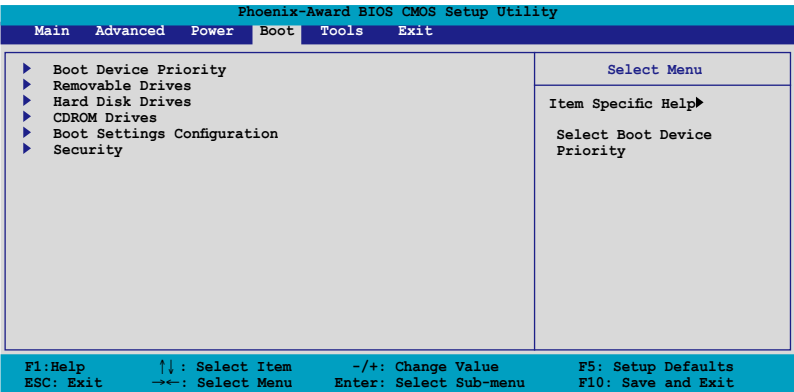 Phoenix-Award BIOS CMOS Setup Utility
Main Advanced Power Boot Tools Exit
Boot Device Priority
Removable Drives
Hard Disk Drives
CDROM Drives
Boot Settings Configuration
Security
Select Menu
Item Specific Help
Select Boot Device
Priority
F1:Help ↑↓: Select Item -/+: Change Value F5: Setup Defaults
ESC: Exit →←: Select Menu Enter: Select Sub-menu F10: Save and Exit